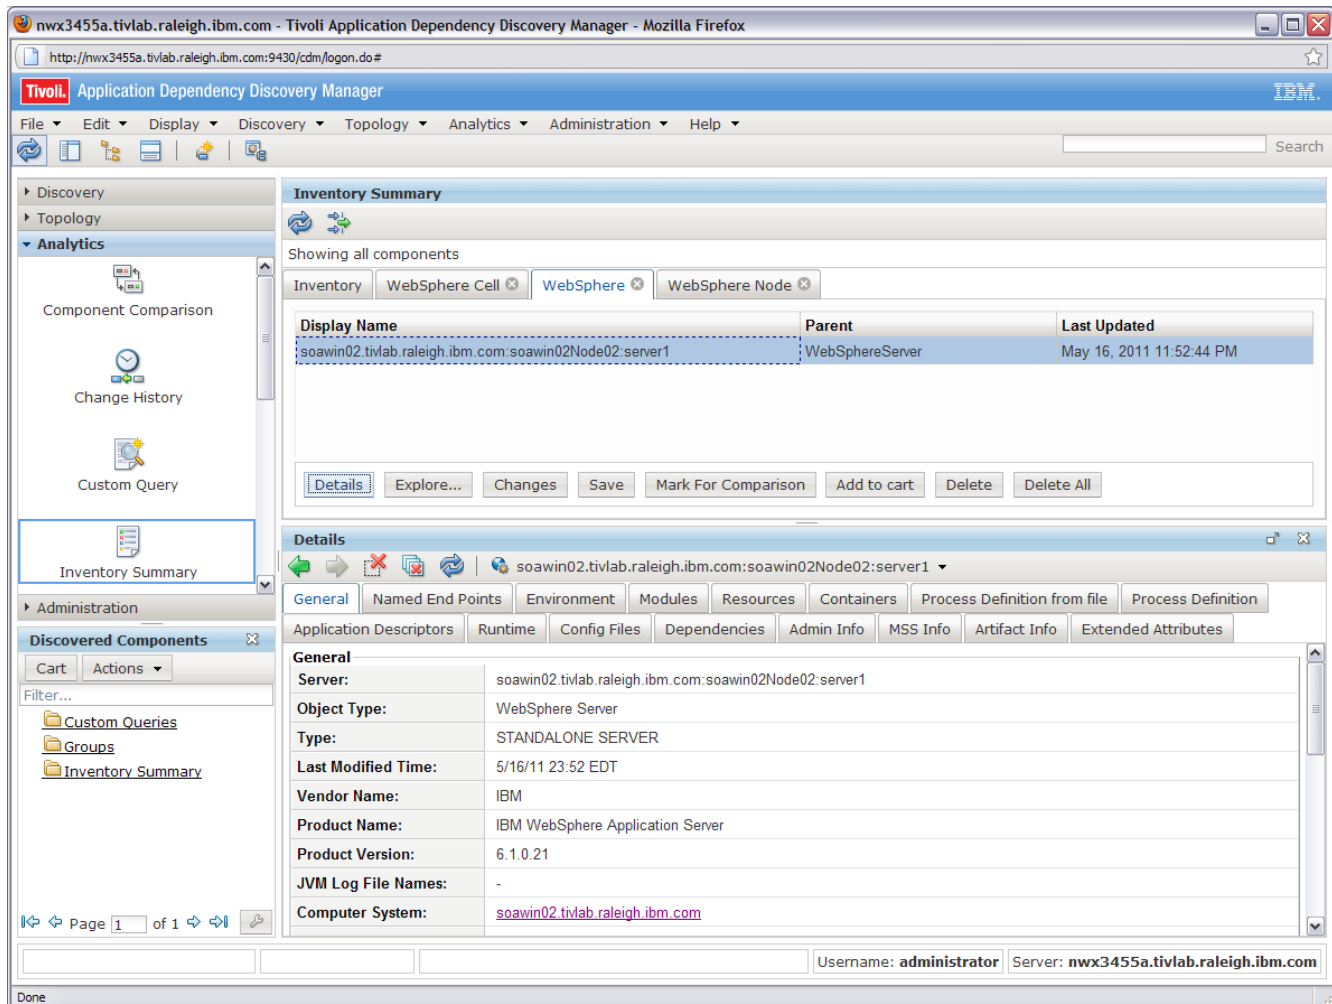 nwx3455a.tivlab.raleigh.ibm.com - Tivoli Application Dependency Discovery Manager - Mozilla Firefox
http://nwx3455a.tivlab.raleigh.ibm.com:9430/cdm/logon.do#
Tivoli. Application Dependency Discovery Manager IBM.
File Edit Display Discovery Topology Analytics Administration Help
Search
Discovery
Topology
Analytics
Component Comparison
Change History
Custom Query
Inventory Summary
Administration
Inventory Summary
Showing all components
Inventory WebSphere Cell WebSphere WebSphere Node
Display Name Parent Last Updated
soawin02.tivlab.raleigh.ibm.com:soawin02Node02:server1 WebSphereServer May 16, 2011 11:52:44 PM
Details Explore... Changes Save Mark For Comparison Add to cart Delete Delete All
Discovered Components
Cart Actions
Filter...
Custom Queries
Groups
Inventory Summary
Page 1 of 1
Details
soawin02.tivlab.raleigh.ibm.com:soawin02Node02:server1
General Named End Points Environment Modules Resources Containers Process Definition from file Process Definition
Application Descriptors Runtime Config Files Dependencies Admin Info MSS Info Artifact Info Extended Attributes
General
Server: soawin02.tivlab.raleigh.ibm.com:soawin02Node02:server1
Object Type: WebSphere Server
Type: STANDALONE SERVER
Last Modified Time: 5/16/11 23:52 EDT
Vendor Name: IBM
Product Name: IBM WebSphere Application Server
Product Version: 6.1.0.21
JVM Log File Names: -
Computer System: soawin02.tivlab.raleigh.ibm.com
Username: administrator Server: nwx3455a.tivlab.raleigh.ibm.com
Done